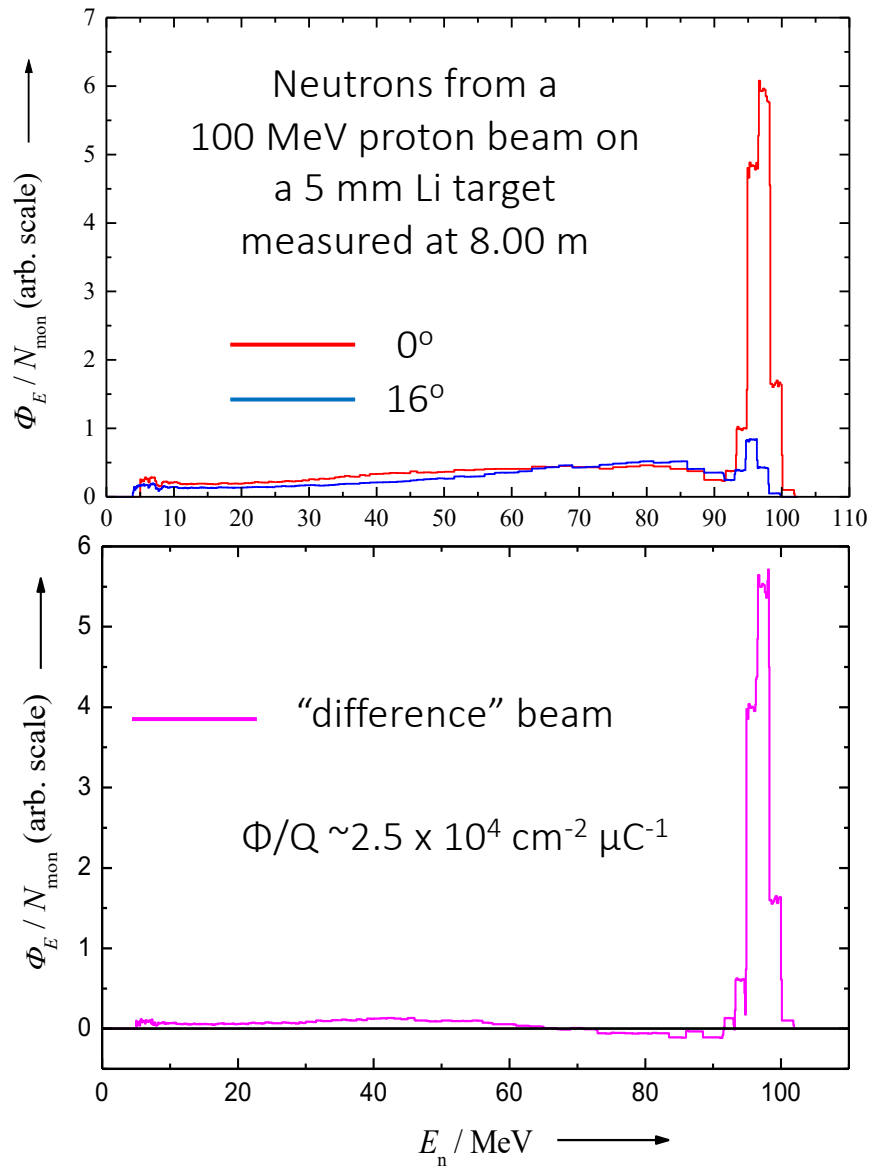 7
6
5
4
3
2
1
0
Φ_E / N_mon (arb. scale)
Neutrons from a
100 MeV proton beam on
a 5 mm Li target
measured at 8.00 m
0°
16°
0 10 20 30 40 50 60 70 80 90 100 110
6
5
4
3
2
1
0
Φ_E / N_mon (arb. scale)
“difference” beam
Φ/Q ~2.5 x 10⁴ cm⁻² µC⁻¹
0 20 40 60 80 100
E_n / MeV